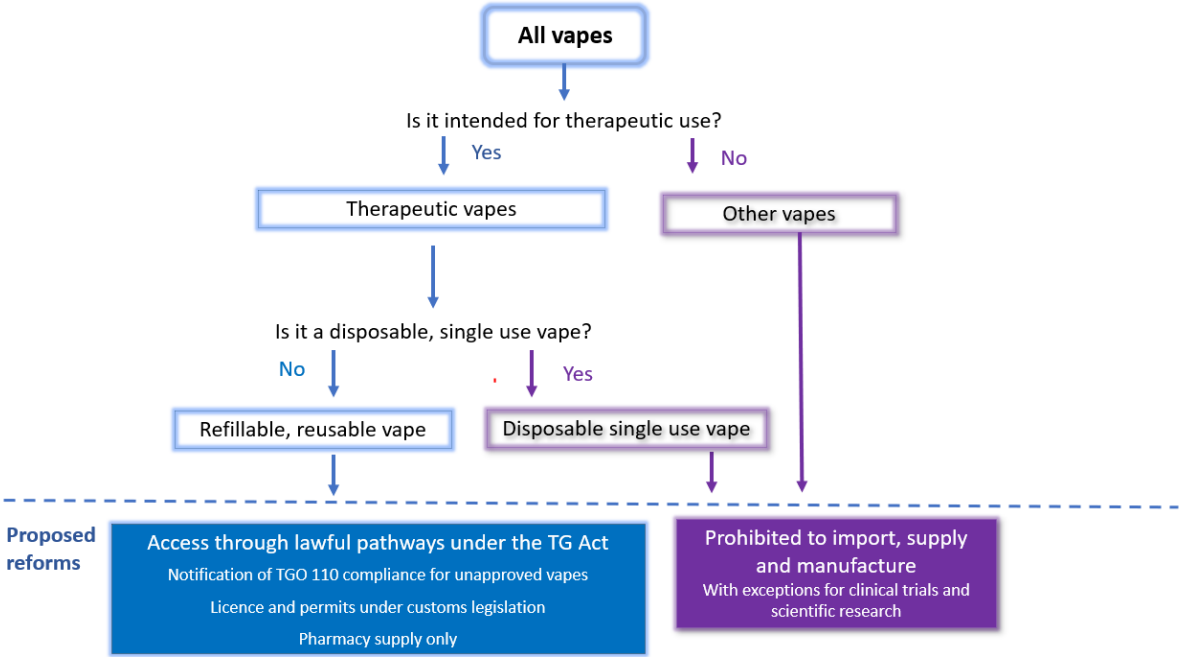 All vapes
Is it intended for therapeutic use?
Yes
No
Therapeutic vapes
Other vapes
Is it a disposable, single use vape?
No
Yes
Refillable, reusable vape
Disposable single use vape
Proposed
reforms
Access through lawful pathways under the TG Act
Notification of TGO 110 compliance for unapproved vapes
Licence and permits under customs legislation
Pharmacy supply only
Prohibited to import, supply
and manufacture
With exceptions for clinical trials and
scientific research